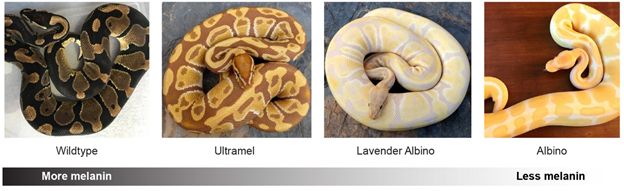 Wildtype Ultramel Lavender Albino Albino
More melanin Less melanin